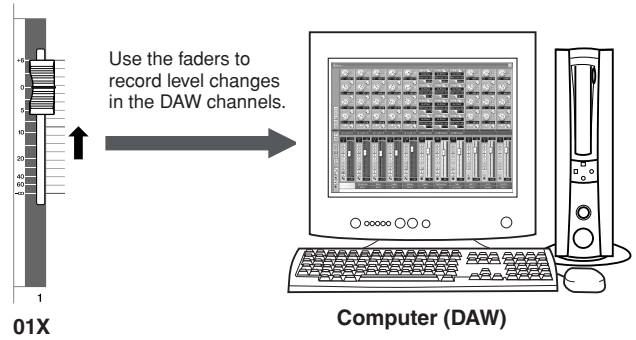 +6
0
5
10
20
40
60
-∞
1
01X
Use the faders to
record level changes
in the DAW channels.
Computer (DAW)